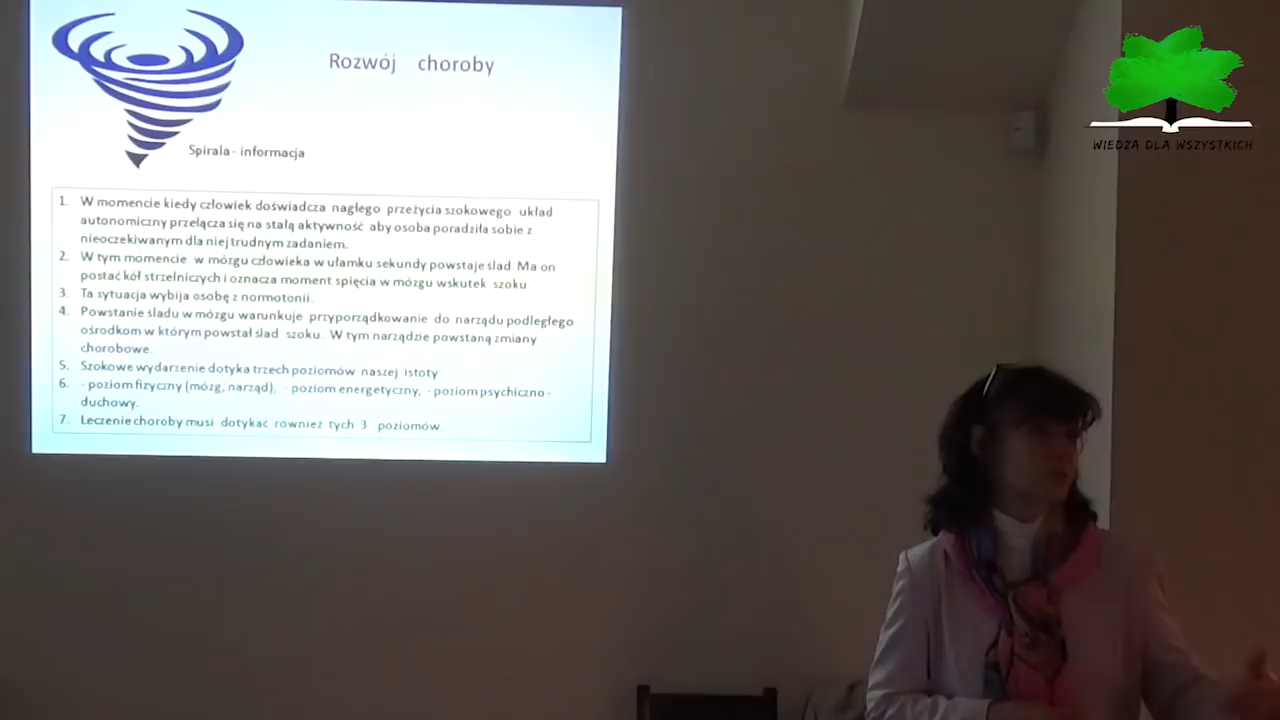 Rozwój choroby
Spirala - informacja
1. W momencie kiedy człowiek doświadcza nagłego przeżycia szokowego układ
autonomiczny przełącza się na stałą aktywność aby osoba poradziła sobie z
nieoczekiwanym dla niej trudnym zadaniem.
2. W tym momencie w mózgu człowieka w ułamku sekundy powstaje ślad. Ma on
postać kół strzelniczych i oznacza moment spięcia w mózgu wskutek szoku.
3. Ta sytuacja wybija osobę z normotonii.
4. Powstanie śladu w mózgu warunkuje przyporządkowanie do narządu podległego
ośrodkom w którym powstał ślad szoku. W tym narządzie powstaną zmiany
chorobowe.
5. Szokowe wydarzenie dotyka trzech poziomów naszej istoty
6. - poziom fizyczny (mózg, narząd), - poziom energetyczny, - poziom psychiczno -
duchowy.
7. Leczenie choroby musi dotykać również tych 3 poziomów.
WIEDZA DLA WSZYSTKICH